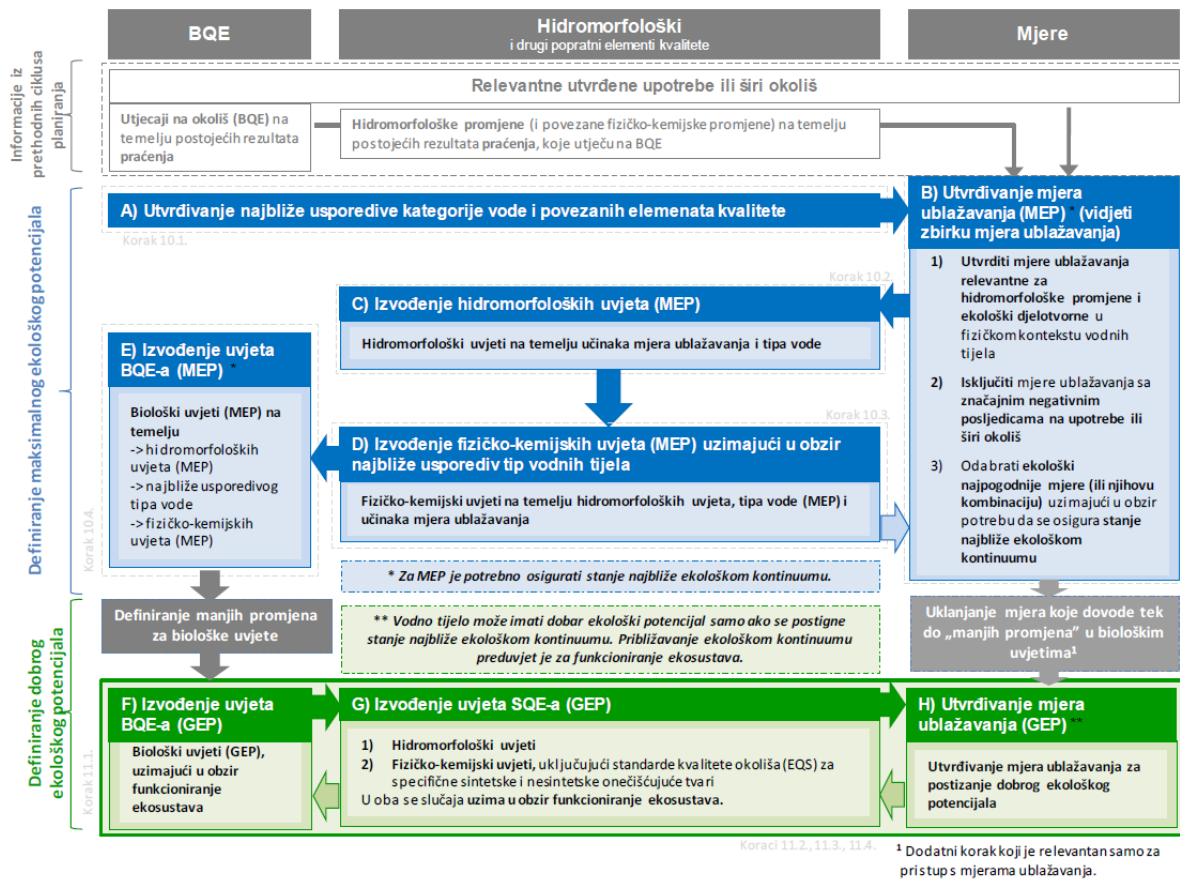 BQE
Hidromorfološki
i drugi popratni elementi kvalitete
Mjere
Informacije iz
prethodnih ciklusa
planiranja
Relevantne utvrđene upotrebe ili širi okoliš
Utjecaji na okoliš (BQE) na
temelju postojećih rezultata
praćenja
Hidromorfološke promjene (i povezane fizičko-kemijske promjene) na temelju
postojećih rezultata praćenja, koje utječu na BQE
Definiranje maksimalnog ekološkog potencijala
A) Utvrđivanje najbliže usporedive kategorije vode i povezanih elemenata kvalitete
Korak 10.1.
B) Utvrđivanje mjera
ublažavanja (MEP) * (vidjeti
zbirku mjera ublažavanja)
1) Utvrditi mjere ublažavanja
relevantne za
hidromorfološke promjene i
ekološki djelotvorne u
fizičkom kontekstu vodnih
tijela
2) Isključiti mjere ublažavanja sa
značajnim negativnim
posljedicama na upotrebe ili
širi okoliš
3) Odabrati ekološki
najpogodnije mjere (ili njihovu
kombinaciju) uzimajući u obzir
potrebu da se osigura stanje
najbliže ekološkom
kontinuumu
Korak 10.2.
C) Izvođenje hidromorfoloških uvjeta (MEP)
Hidromorfološki uvjeti na temelju učinaka mjera ublažavanja i tipa vode
E) Izvođenje uvjeta
BQE-a (MEP) *
Biološki uvjeti (MEP) na
temelju
->hidromorfoloških
uvjeta (MEP)
->najbliže usporedivog
tipa vode
->fizičko-kemijskih
uvjeta (MEP)
Korak 10.4.
Korak 10.3.
D) Izvođenje fizičko-kemijskih uvjeta (MEP) uzimajući u obzir
najbliže usporediv tip vodnih tijela
Fizičko-kemijski uvjeti na temelju hidromorfoloških uvjeta, tipa vode (MEP) i
učinaka mjera ublažavanja
* Za MEP je potrebno osigurati stanje najbliže ekološkom kontinuumu.
Definiranje dobrog
ekološkog potencijala
Definiranje manjih promjena
za biološke uvjete
** Vodno tijelo može imati dobar ekološki potencijal samo ako se postigne
stanje najbliže ekološkom kontinuumu. Približavanje ekološkom kontinuumu
preduvjet je za funkcioniranje ekosustava.
Uklanjanje mjera koje dovode tek
do „manjih promjena” u biološkim
uvjetima¹
F) Izvođenje uvjeta
BQE-a (GEP)
Biološki uvjeti (GEP),
uzimajući u obzir
funkcioniranje
ekosustava
Korak 11.1.
G) Izvođenje uvjeta SQE-a (GEP)
1) Hidromorfološki uvjeti
2) Fizičko-kemijski uvjeti, uključujući standarde kvalitete okoliša (EQS) za
specifične sintetske i nesintetske onečišćujuće tvari
U oba se slučaja uzima u obzir funkcioniranje ekosustava.
H) Utvrđivanje mjera
ublažavanja (GEP) **
Utvrđivanje mjera ublažavanja za
postizanje dobrog ekološkog
potencijala
Koraci 11.2., 11.3., 11.4.
¹ Dodatni korak koji je relevantan samo za
pristup s mjerama ublažavanja.